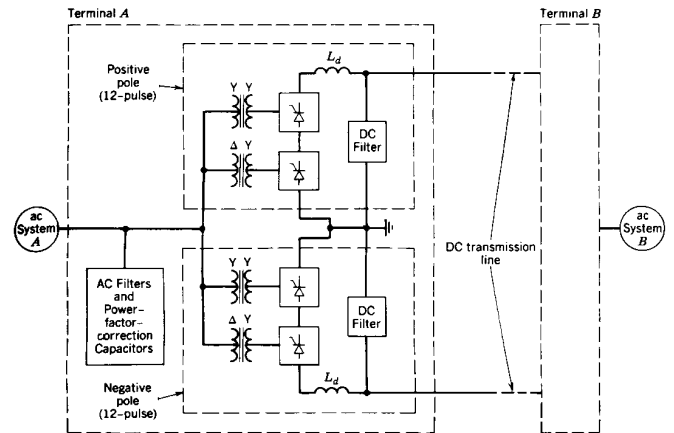 Terminal A
Terminal B
Positive
pole
(12-pulse)
L_d
Y Y
Δ Y
DC
Filter
ac
System
A
AC Filters
and
Power-
factor-
correction
Capacitors
DC transmission
line
ac
System
B
Y Y
Δ Y
DC
Filter
L_d
Negative
pole
(12-pulse)